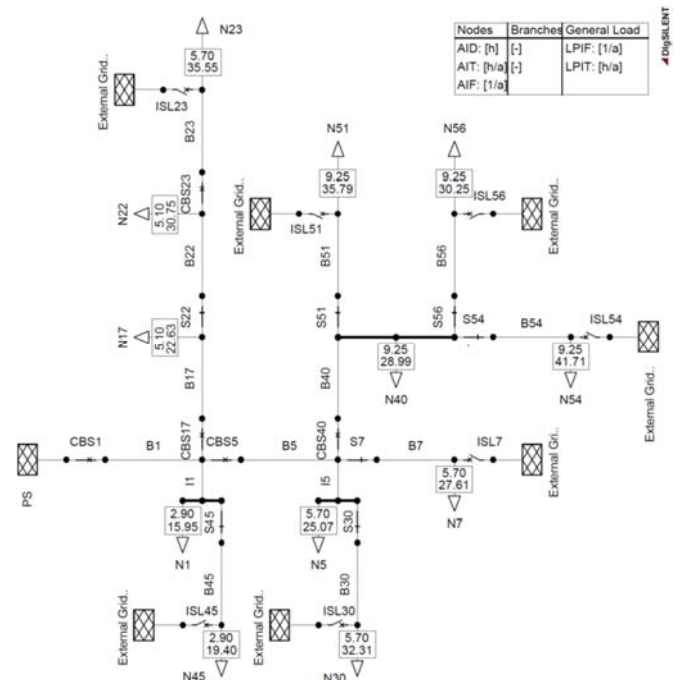 N23
5.70
35.55
External Grid..
ISL23
B23
CBS23
N22
5.10
30.75
B22
S22
N17
5.10
22.63
B17
CBS17
PS
CBS1
B1
CBS5
B5
I1
2.90
15.95
N1
S45
B45
External Grid..
ISL45
2.90
19.40
N45
N51
9.25
35.79
External Grid..
ISL51
B51
S51
N56
9.25
30.25
ISL56
External Grid..
B56
S56
S54
B54
ISL54
External Grid..
9.25
28.99
N40
9.25
41.71
N54
B40
CBS40
S7
B7
ISL7
External Grid..
5.70
27.61
N7
I5
5.70
25.07
N5
S30
B30
External Grid..
ISL30
5.70
32.31
N30
Nodes Branches General Load
AID: [h] [-] LPIF: [1/a]
AIT: [h/a] [-] LPIT: [h/a]
AIF: [1/a]
DIgSILENT